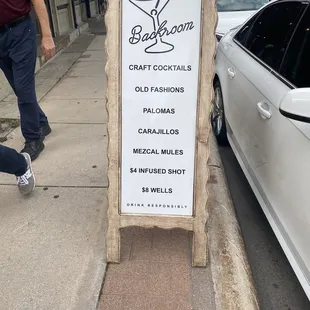 Backroom
CRAFT COCKTAILS
OLD FASHIONS
PALOMAS
CARAJILLOS
MEZCAL MULES
$4 INFUSED SHOT
$8 WELLS
DRINK RESPONSIBLY